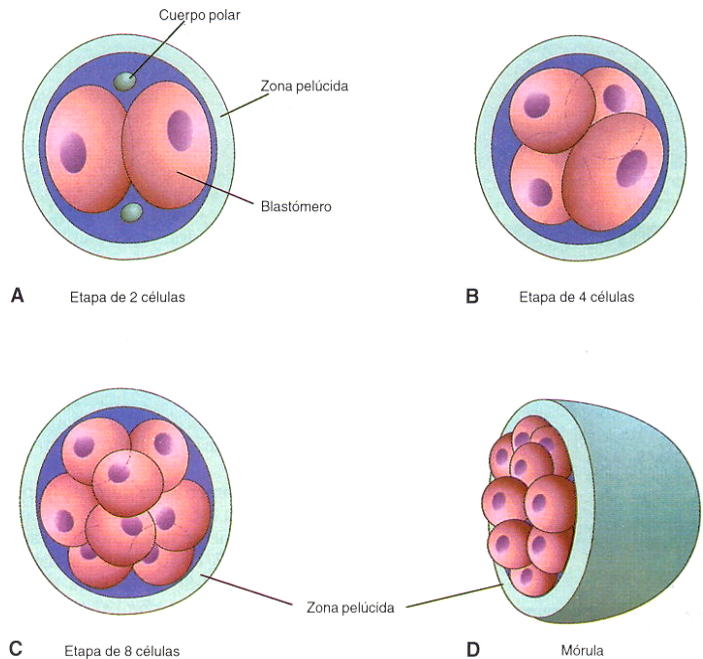 Cuerpo polar
Zona pelúcida
Blastómero
A Etapa de 2 células
B Etapa de 4 células
Zona pelúcida
C Etapa de 8 células
D Mórula